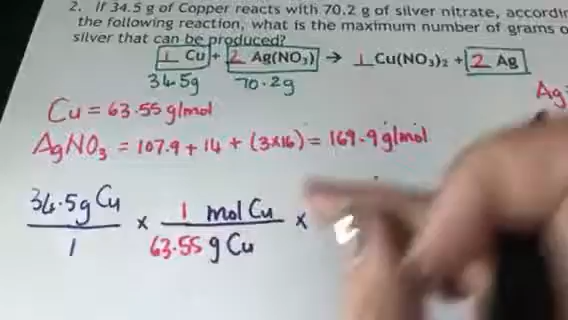 2. If 34.5 g of Copper reacts with 70.2 g of silver nitrate, accordin
the following reaction, what is the maximum number of grams o
silver that can be produced?
1 Cu + 2 Ag(NO₃) → 1 Cu(NO₃)₂ + 2 Ag
34.5g 70.2g
Ag
Cu = 63.55 g/mol
AgNO₃ = 107.9 + 14 + (3x16) = 169.9 g/mol
34.5g Cu / 1 x 1 mol Cu / 63.55 g Cu x